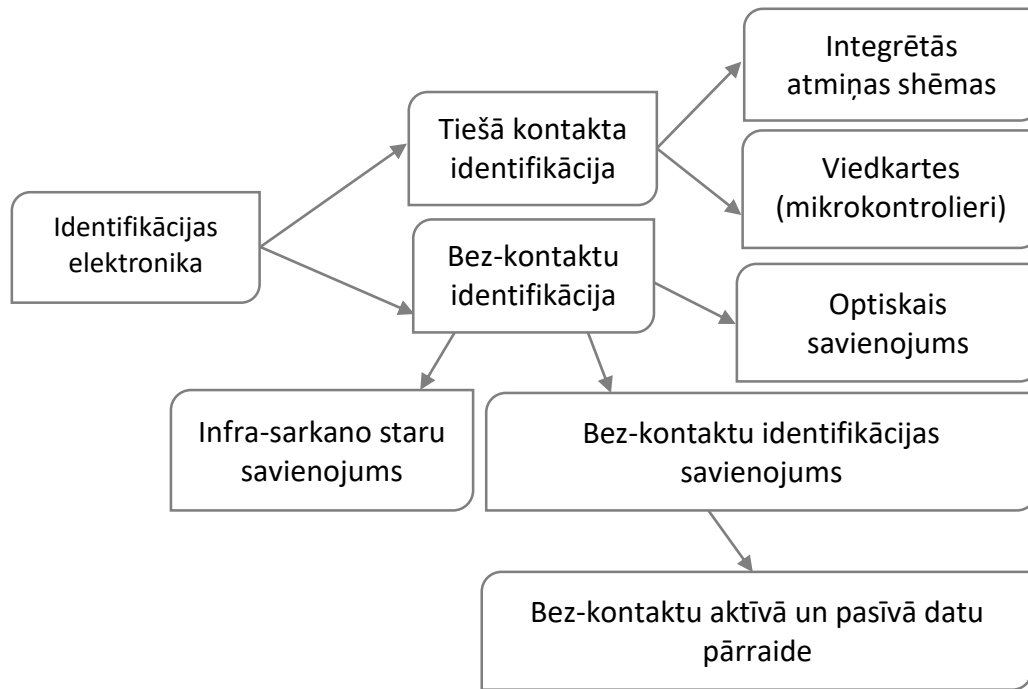 Integrētās
atmiņas shēmas
Tiešā kontakta
identifikācija
Viedkartes
(mikrokontrolieri)
Identifikācijas
elektronika
Bez-kontaktu
identifikācija
Optiskais
savienojums
Infra-sarkano staru
savienojums
Bez-kontaktu identifikācijas
savienojums
Bez-kontaktu aktīvā un pasīvā datu
pārraide